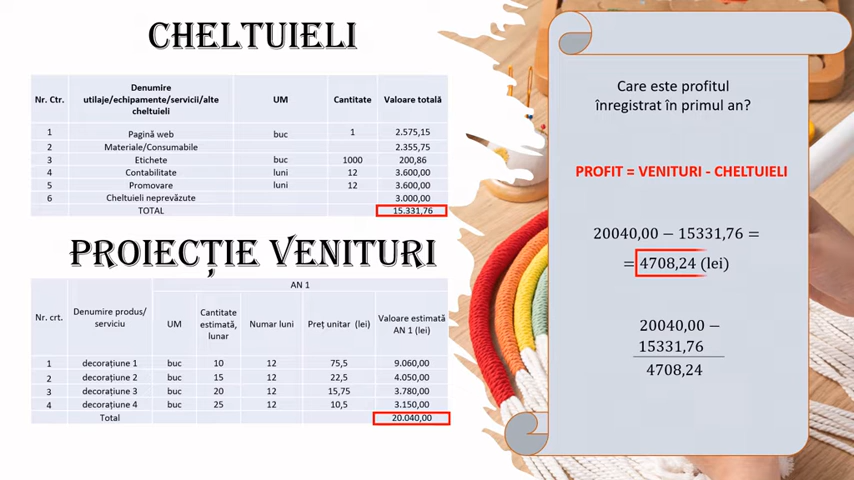 CHELTUIELI
Nr. Ctr. Denumire utilaje/echipamente/servicii/alte cheltuieli UM Cantitate Valoare totală
1 Pagină web buc 1 2.575,15
2 Materiale/Consumabile 2.355,75
3 Etichete buc 1000 200,86
4 Contabilitate luni 12 3.600,00
5 Promovare luni 12 3.600,00
6 Cheltuieli neprevăzute 3.000,00
TOTAL 15.331,76
PROIECȚIE VENITURI
AN 1
Nr. crt. Denumire produs/ serviciu UM Cantitate estimată, lunar Numar luni Preț unitar (lei) Valoare estimată AN 1 (lei)
1 decorațiune 1 buc 10 12 75,5 9.060,00
2 decorațiune 2 buc 15 12 22,5 4.050,00
3 decorațiune 3 buc 20 12 15,75 3.780,00
4 decorațiune 4 buc 25 12 10,5 3.150,00
Total 20.040,00
Care este profitul
înregistrat în primul an?
PROFIT = VENITURI - CHELTUIELI
20040,00 − 15331,76 =
= 4708,24 (lei)
20040,00 −
15331,76
4708,24